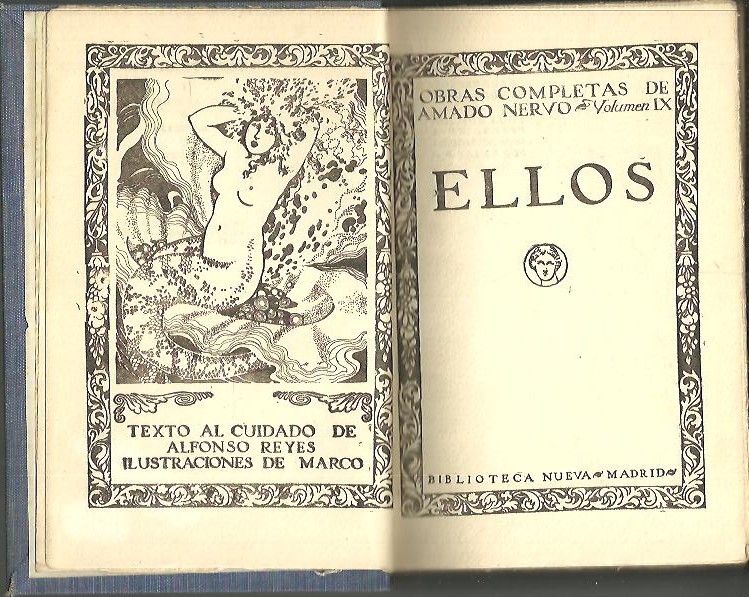 TEXTO AL CUIDADO DE
ALFONSO REYES
ILUSTRACIONES DE MARCO
OBRAS COMPLETAS DE
AMADO NERVO Volumen IX
ELLOS
BIBLIOTECA NUEVA MADRID